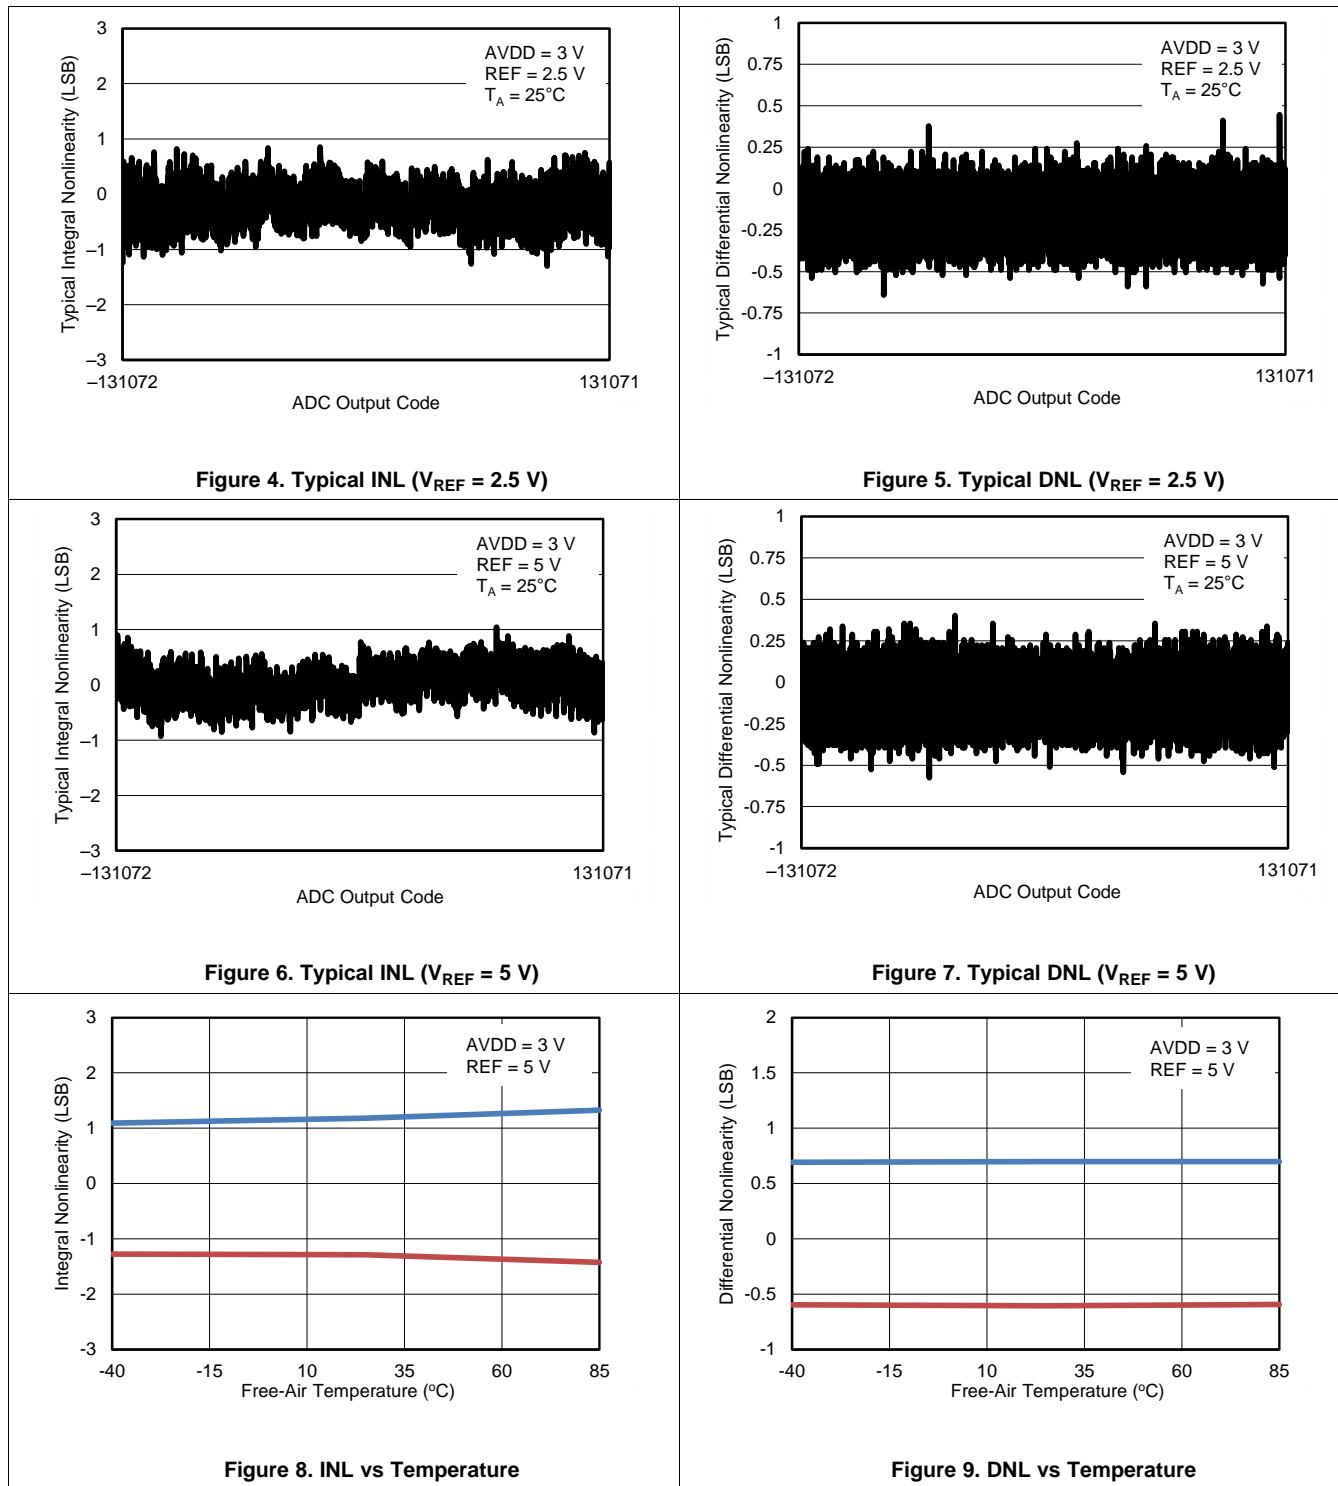 3
2
1
0
–1
–2
–3
Typical Integral Nonlinearity (LSB)
AVDD = 3 V
REF = 2.5 V
TA = 25°C
–131072
131071
ADC Output Code
Figure 4. Typical INL (VREF = 2.5 V)
1
0.75
0.5
0.25
0
-0.25
-0.5
-0.75
-1
Typical Differential Nonlinearity (LSB)
AVDD = 3 V
REF = 2.5 V
TA = 25°C
–131072
131071
ADC Output Code
Figure 5. Typical DNL (VREF = 2.5 V)
3
2
1
0
–1
–2
–3
Typical Integral Nonlinearity (LSB)
AVDD = 3 V
REF = 5 V
TA = 25°C
–131072
131071
ADC Output Code
Figure 6. Typical INL (VREF = 5 V)
1
0.75
0.5
0.25
0
-0.25
-0.5
-0.75
-1
Typical Differential Nonlinearity (LSB)
AVDD = 3 V
REF = 5 V
TA = 25°C
–131072
131071
ADC Output Code
Figure 7. Typical DNL (VREF = 5 V)
3
2
1
0
-1
-2
-3
Integral Nonlinearity (LSB)
AVDD = 3 V
REF = 5 V
-40 -15 10 35 60 85
Free-Air Temperature (oC)
Figure 8. INL vs Temperature
2
1.5
1
0.5
0
-0.5
-1
Differential Nonlinearity (LSB)
AVDD = 3 V
REF = 5 V
-40 -15 10 35 60 85
Free-Air Temperature (oC)
Figure 9. DNL vs Temperature